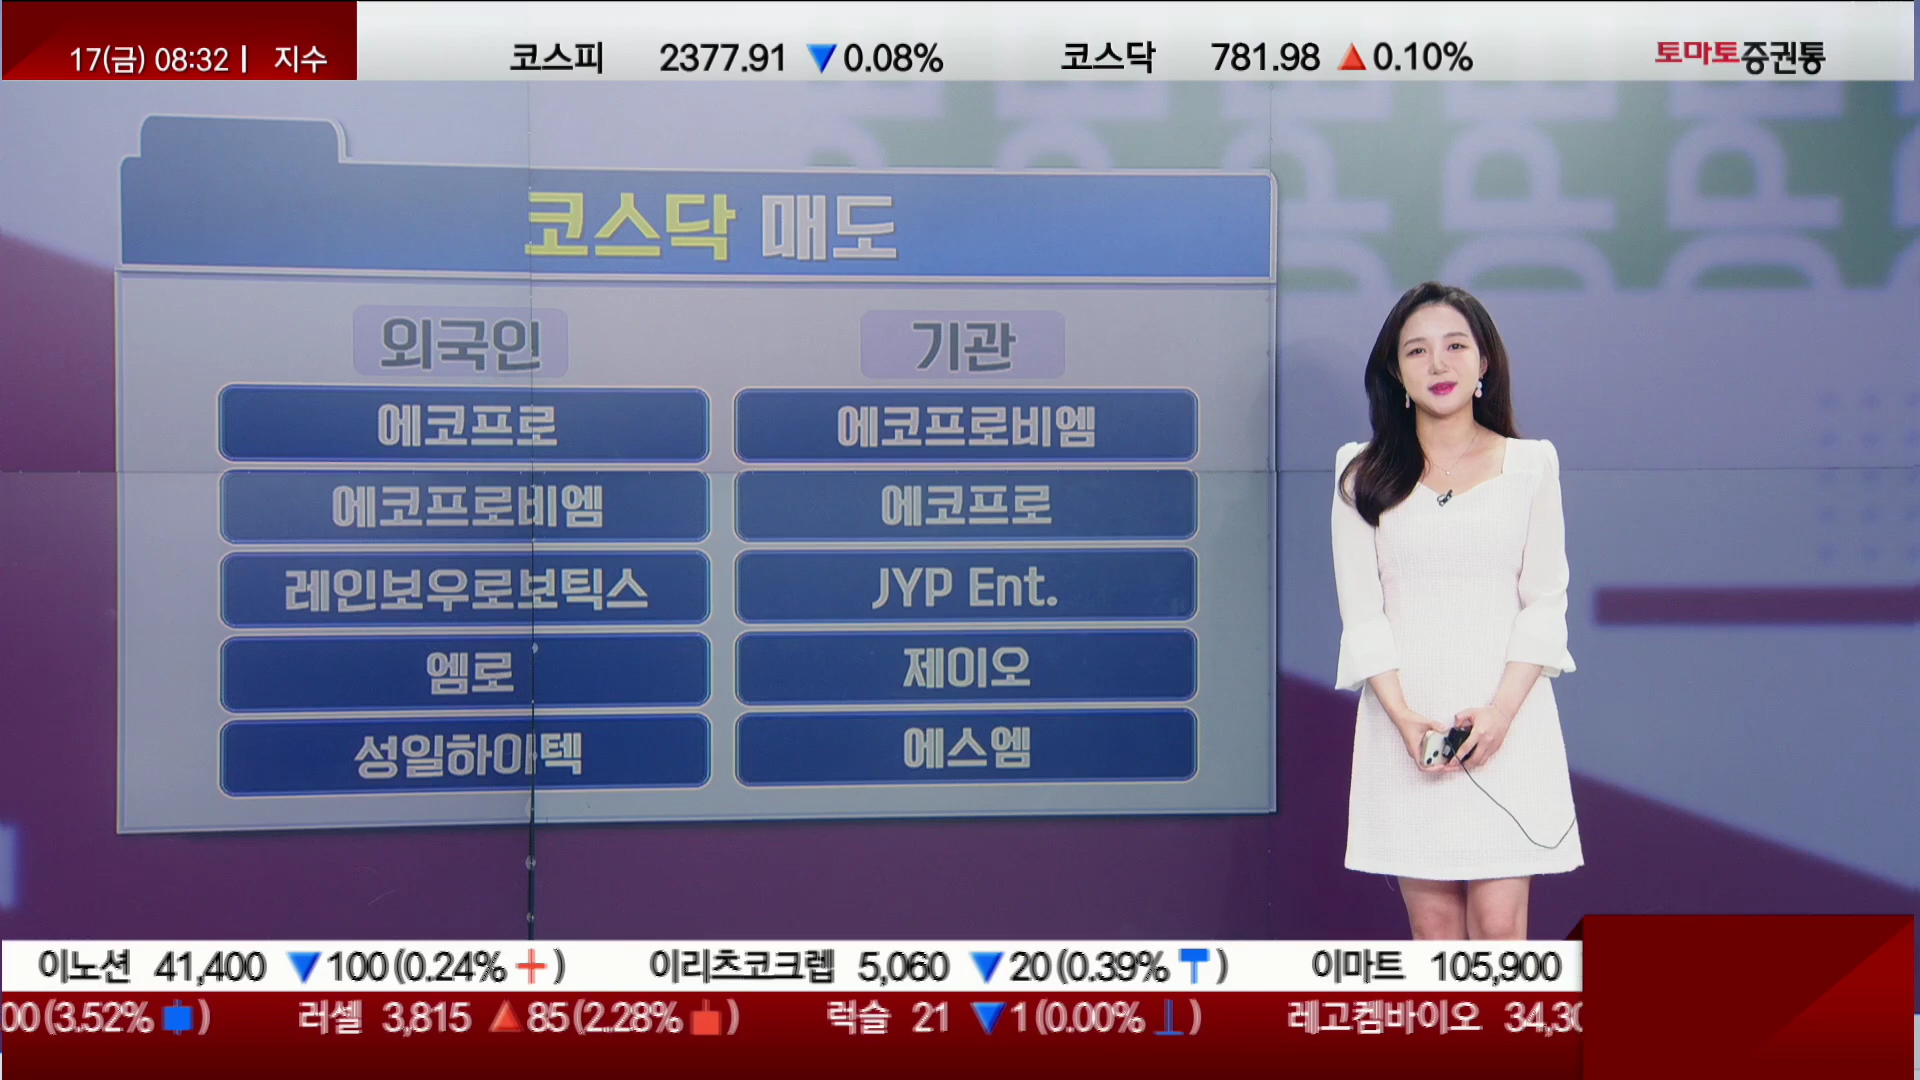 17(금) 08:32 | 지수 코스피 2377.91 ▼ 0.08% 코스닥 781.98 ▲ 0.10% 토마토증권통
코스닥 매도
외국인 기관
에코프로 에코프로비엠
에코프로비엠 에코프로
레인보우로보틱스 JYP Ent.
엠로 제이오
성일하이텍 에스엠
이노션 41,400 ▼100(0.24%) 이리츠코크렙 5,060 ▼20(0.39%) 이마트 105,900
00(3.52%) 러셀 3,815 ▲85(2.28%) 럭슬 21 ▼1(0.00%) 레고켐바이오